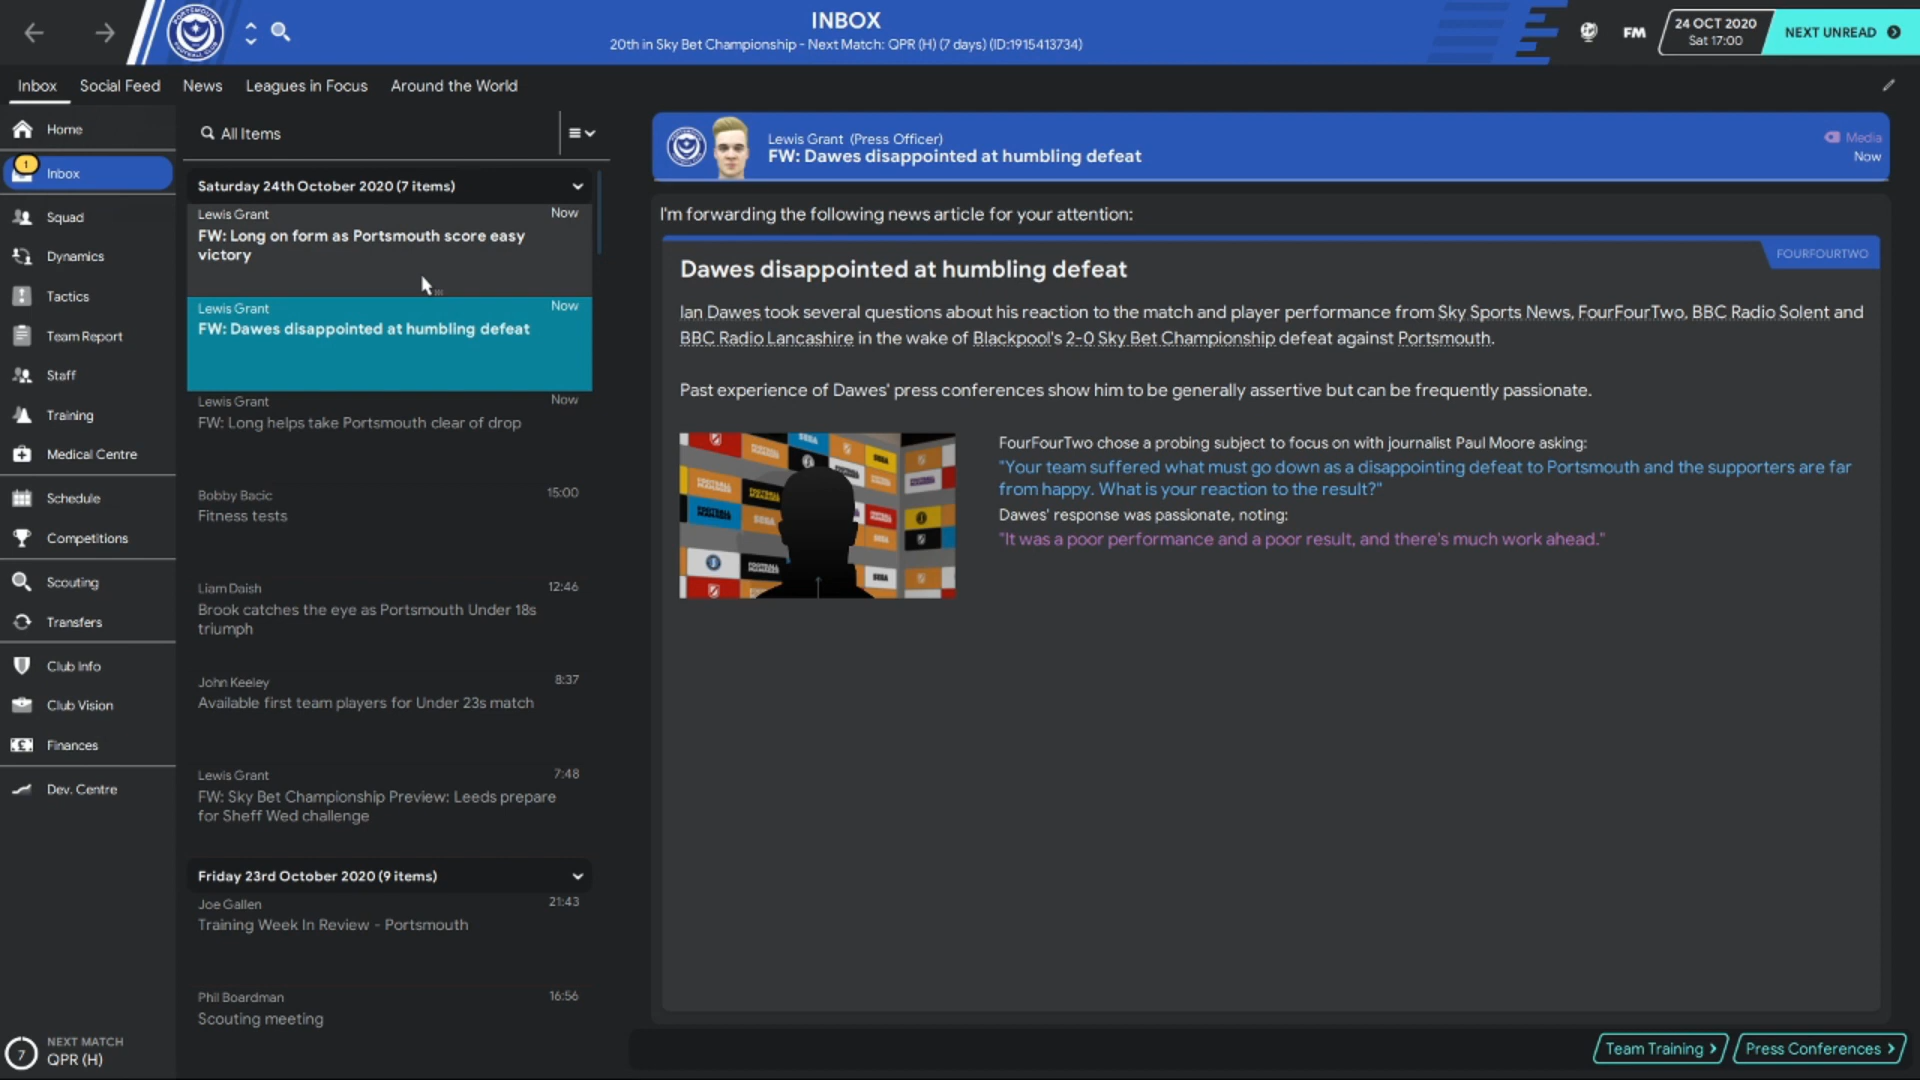 INBOX
20th in Sky Bet Championship - Next Match: QPR (H) (7 days) (ID:1915413734)
FM
24 OCT 2020
Sat 17:00
NEXT UNREAD
Inbox
Social Feed
News
Leagues in Focus
Around the World
Home
1
Inbox
Squad
Dynamics
Tactics
Team Report
Staff
Training
Medical Centre
Schedule
Competitions
Scouting
Transfers
Club Info
Club Vision
Finances
Dev. Centre
7
NEXT MATCH
QPR (H)
All Items
Saturday 24th October 2020 (7 items)
Lewis Grant
Now
FW: Long on form as Portsmouth score easy
victory
Lewis Grant
Now
FW: Dawes disappointed at humbling defeat
Lewis Grant
Now
FW: Long helps take Portsmouth clear of drop
Bobby Bacic
15:00
Fitness tests
Liam Daish
12:46
Brook catches the eye as Portsmouth Under 18s
triumph
John Keeley
8:37
Available first team players for Under 23s match
Lewis Grant
7:48
FW: Sky Bet Championship Preview: Leeds prepare
for Sheff Wed challenge
Friday 23rd October 2020 (9 items)
Joe Gallen
21:43
Training Week In Review - Portsmouth
Phil Boardman
16:56
Scouting meeting
Lewis Grant (Press Officer)
FW: Dawes disappointed at humbling defeat
Media
Now
I'm forwarding the following news article for your attention:
FOURFOURTWO
Dawes disappointed at humbling defeat
Ian Dawes took several questions about his reaction to the match and player performance from Sky Sports News, FourFourTwo, BBC Radio Solent and
BBC Radio Lancashire in the wake of Blackpool's 2-0 Sky Bet Championship defeat against Portsmouth.
Past experience of Dawes' press conferences show him to be generally assertive but can be frequently passionate.
FourFourTwo chose a probing subject to focus on with journalist Paul Moore asking:
"Your team suffered what must go down as a disappointing defeat to Portsmouth and the supporters are far
from happy. What is your reaction to the result?"
Dawes' response was passionate, noting:
"It was a poor performance and a poor result, and there's much work ahead."
Team Training
Press Conferences